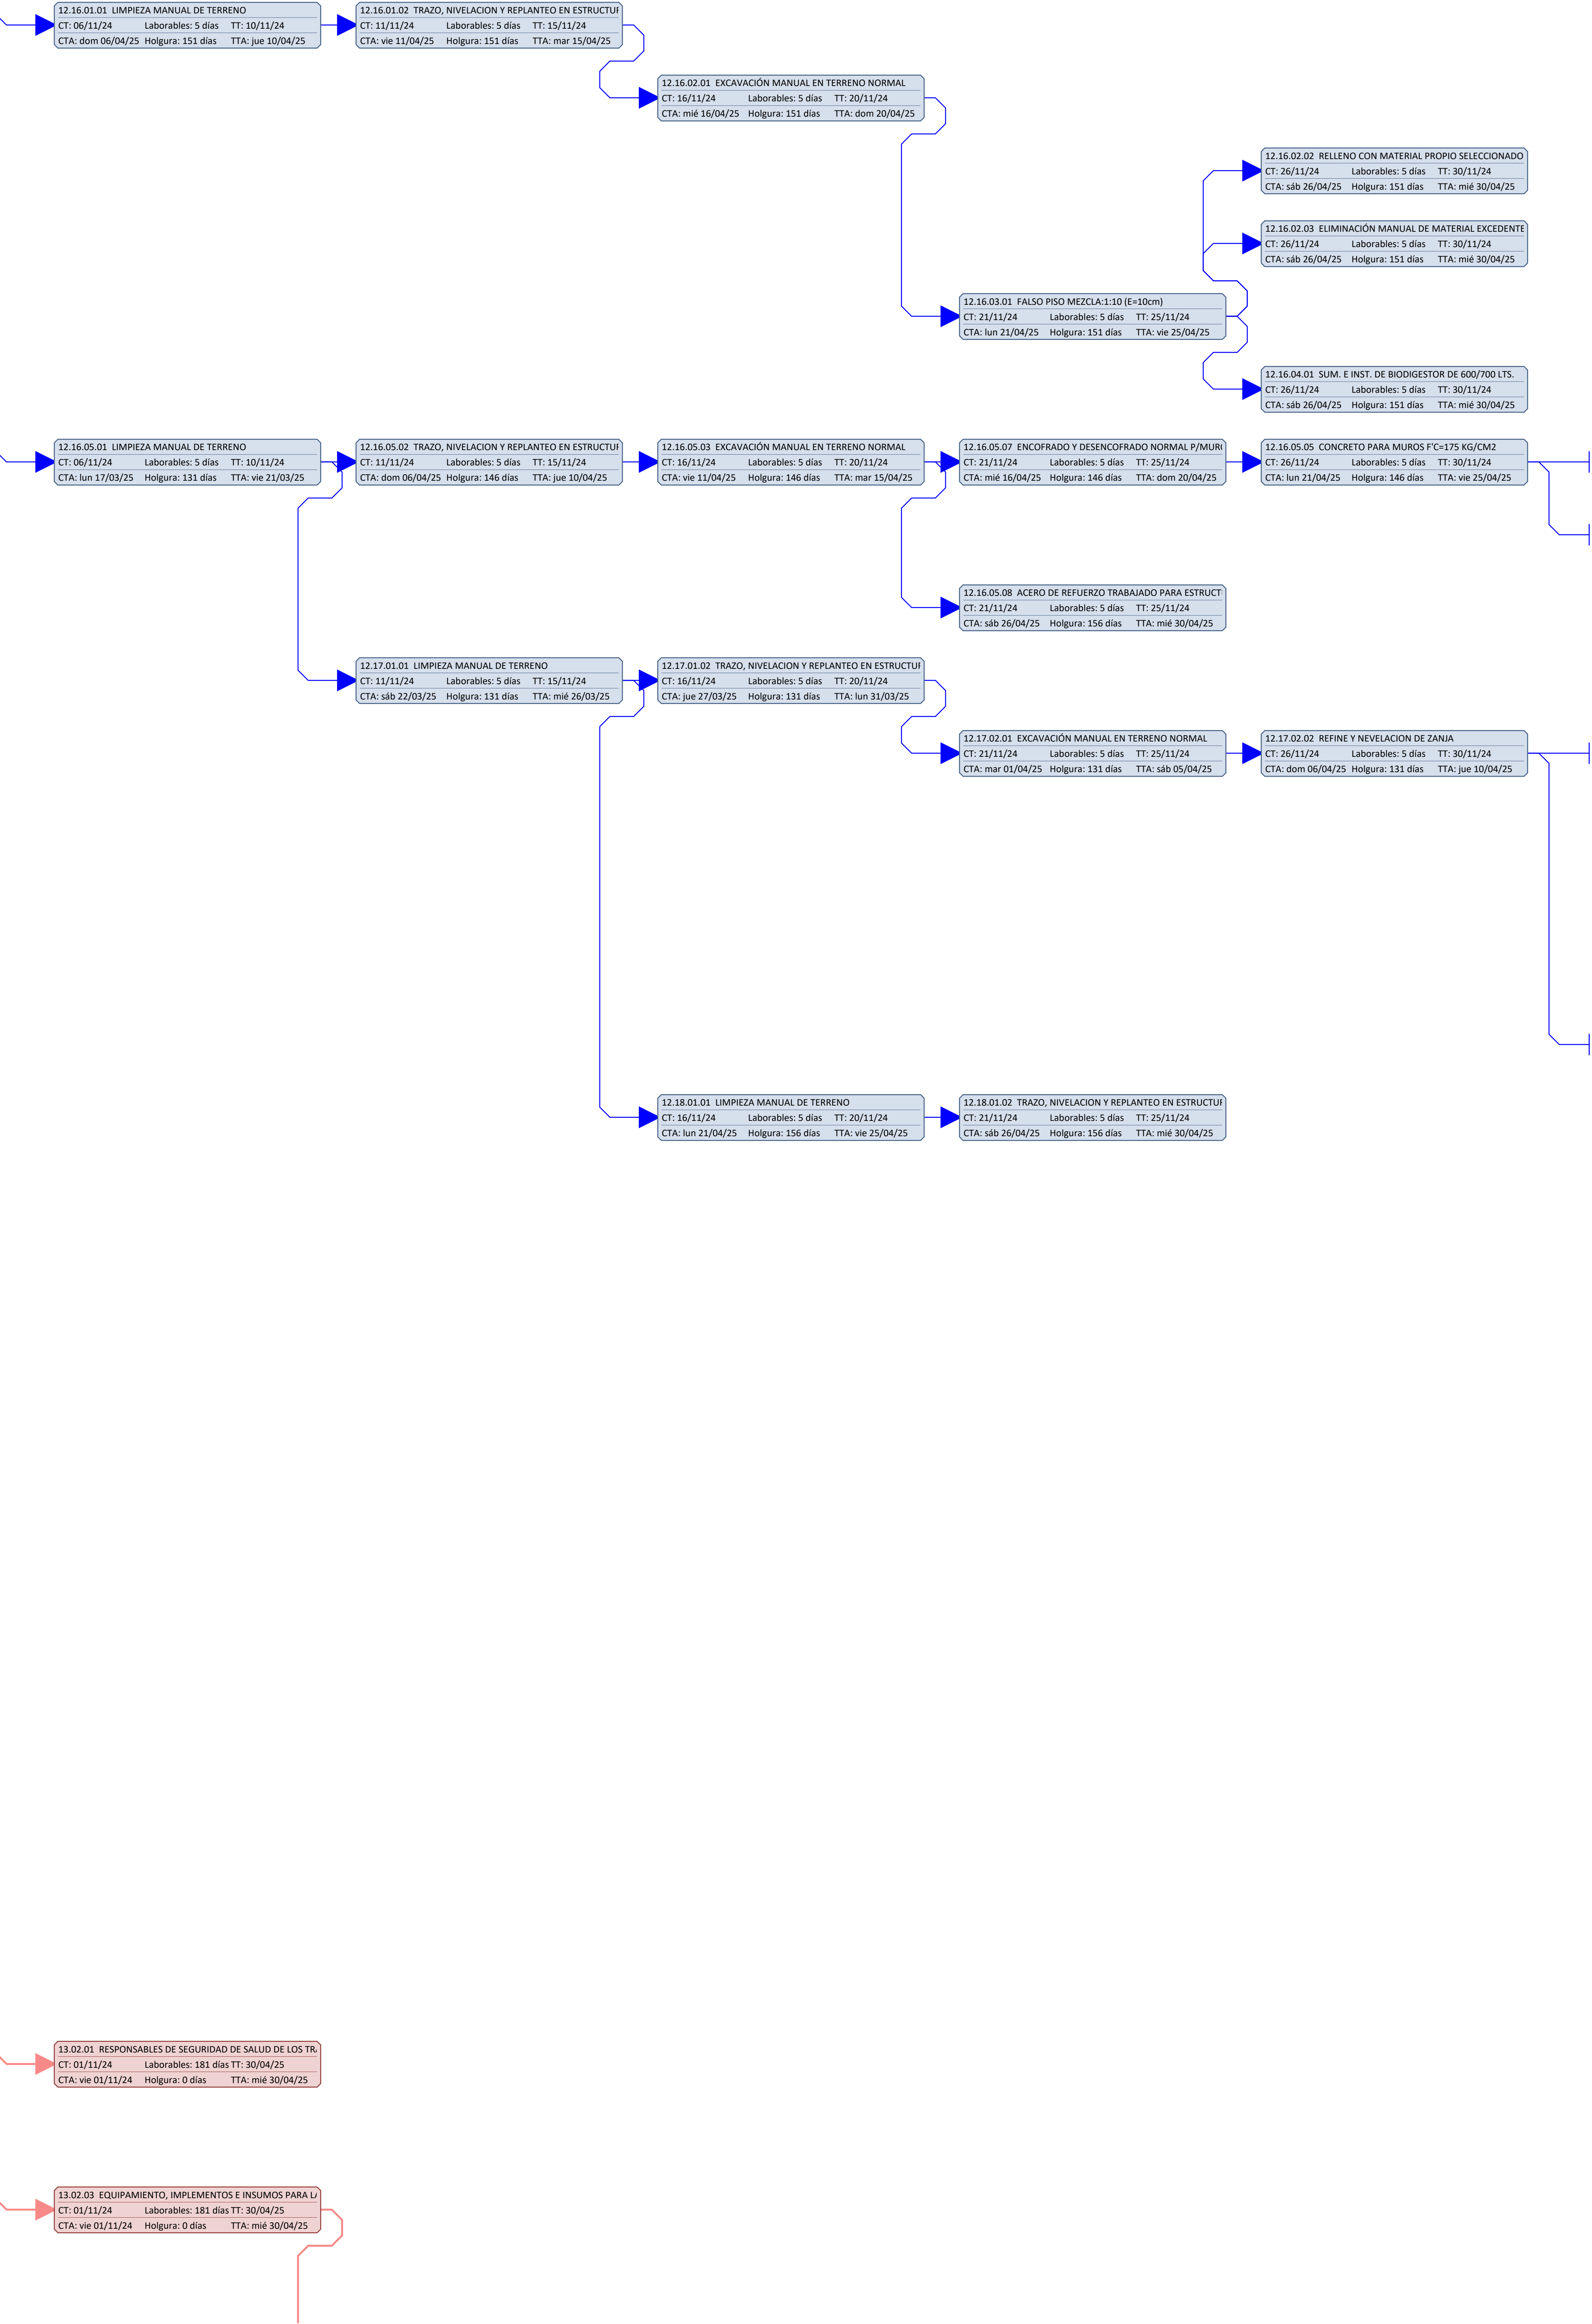 12.16.01.01 LIMPIEZA MANUAL DE TERRENO
CT: 06/11/24 Laborables: 5 días TT: 10/11/24
CTA: dom 06/04/25 Holgura: 151 días TTA: jue 10/04/25
12.16.01.02 TRAZO, NIVELACION Y REPLANTEO EN ESTRUCTUR
CT: 11/11/24 Laborables: 5 días TT: 15/11/24
CTA: vie 11/04/25 Holgura: 151 días TTA: mar 15/04/25
12.16.02.01 EXCAVACIÓN MANUAL EN TERRENO NORMAL
CT: 16/11/24 Laborables: 5 días TT: 20/11/24
CTA: mié 16/04/25 Holgura: 151 días TTA: dom 20/04/25
12.16.02.02 RELLENO CON MATERIAL PROPIO SELECCIONADO
CT: 26/11/24 Laborables: 5 días TT: 30/11/24
CTA: sáb 26/04/25 Holgura: 151 días TTA: mié 30/04/25
12.16.02.03 ELIMINACIÓN MANUAL DE MATERIAL EXCEDENTE
CT: 26/11/24 Laborables: 5 días TT: 30/11/24
CTA: sáb 26/04/25 Holgura: 151 días TTA: mié 30/04/25
12.16.03.01 FALSO PISO MEZCLA:1:10 (E=10cm)
CT: 21/11/24 Laborables: 5 días TT: 25/11/24
CTA: lun 21/04/25 Holgura: 151 días TTA: vie 25/04/25
12.16.04.01 SUM. E INST. DE BIODIGESTOR DE 600/700 LTS.
CT: 26/11/24 Laborables: 5 días TT: 30/11/24
CTA: sáb 26/04/25 Holgura: 151 días TTA: mié 30/04/25
12.16.05.01 LIMPIEZA MANUAL DE TERRENO
CT: 06/11/24 Laborables: 5 días TT: 10/11/24
CTA: lun 17/03/25 Holgura: 131 días TTA: vie 21/03/25
12.16.05.02 TRAZO, NIVELACION Y REPLANTEO EN ESTRUCTUR
CT: 11/11/24 Laborables: 5 días TT: 15/11/24
CTA: dom 06/04/25 Holgura: 146 días TTA: jue 10/04/25
12.16.05.03 EXCAVACIÓN MANUAL EN TERRENO NORMAL
CT: 16/11/24 Laborables: 5 días TT: 20/11/24
CTA: vie 11/04/25 Holgura: 146 días TTA: mar 15/04/25
12.16.05.07 ENCOFRADO Y DESENCOFRADO NORMAL P/MURO
CT: 21/11/24 Laborables: 5 días TT: 25/11/24
CTA: mié 16/04/25 Holgura: 146 días TTA: dom 20/04/25
12.16.05.05 CONCRETO PARA MUROS F'C=175 KG/CM2
CT: 26/11/24 Laborables: 5 días TT: 30/11/24
CTA: lun 21/04/25 Holgura: 146 días TTA: vie 25/04/25
12.16.05.08 ACERO DE REFUERZO TRABAJADO PARA ESTRUCT
CT: 21/11/24 Laborables: 5 días TT: 25/11/24
CTA: sáb 26/04/25 Holgura: 156 días TTA: mié 30/04/25
12.17.01.01 LIMPIEZA MANUAL DE TERRENO
CT: 11/11/24 Laborables: 5 días TT: 15/11/24
CTA: sáb 22/03/25 Holgura: 131 días TTA: mié 26/03/25
12.17.01.02 TRAZO, NIVELACION Y REPLANTEO EN ESTRUCTUR
CT: 16/11/24 Laborables: 5 días TT: 20/11/24
CTA: jue 27/03/25 Holgura: 131 días TTA: lun 31/03/25
12.17.02.01 EXCAVACIÓN MANUAL EN TERRENO NORMAL
CT: 21/11/24 Laborables: 5 días TT: 25/11/24
CTA: mar 01/04/25 Holgura: 131 días TTA: sáb 05/04/25
12.17.02.02 REFINE Y NEVELACION DE ZANJA
CT: 26/11/24 Laborables: 5 días TT: 30/11/24
CTA: dom 06/04/25 Holgura: 131 días TTA: jue 10/04/25
12.18.01.01 LIMPIEZA MANUAL DE TERRENO
CT: 16/11/24 Laborables: 5 días TT: 20/11/24
CTA: lun 21/04/25 Holgura: 156 días TTA: vie 25/04/25
12.18.01.02 TRAZO, NIVELACION Y REPLANTEO EN ESTRUCTUR
CT: 21/11/24 Laborables: 5 días TT: 25/11/24
CTA: sáb 26/04/25 Holgura: 156 días TTA: mié 30/04/25
13.02.01 RESPONSABLES DE SEGURIDAD DE SALUD DE LOS TRA
CT: 01/11/24 Laborables: 181 días TT: 30/04/25
CTA: vie 01/11/24 Holgura: 0 días TTA: mié 30/04/25
13.02.03 EQUIPAMIENTO, IMPLEMENTOS E INSUMOS PARA LA
CT: 01/11/24 Laborables: 181 días TT: 30/04/25
CTA: vie 01/11/24 Holgura: 0 días TTA: mié 30/04/25